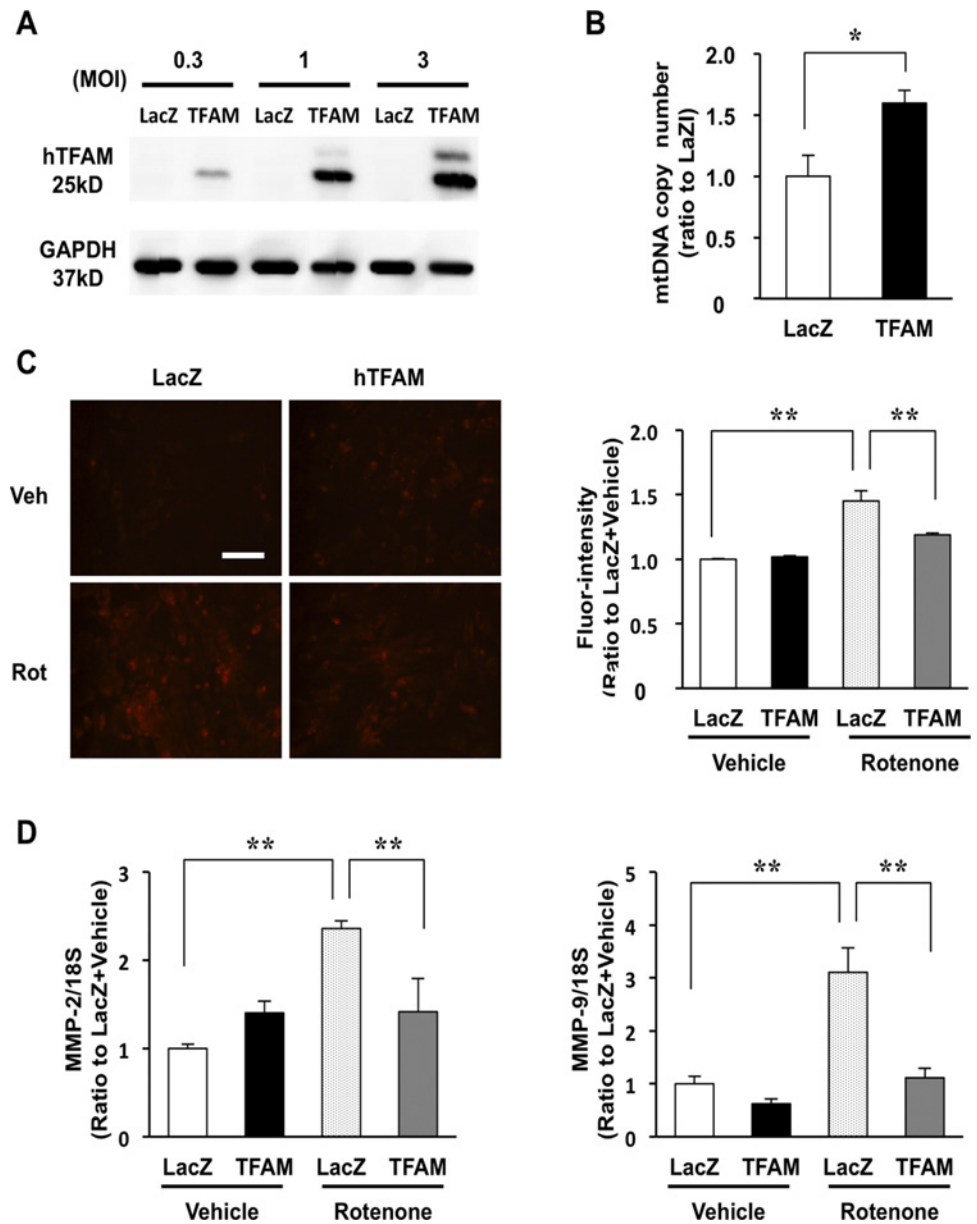 A
0.3 1 3
(MOI)
LacZ TFAM LacZ TFAM LacZ TFAM
hTFAM
25kD
GAPDH
37kD
B
*
mtDNA copy number
(ratio to LaZI)
2.0
1.5
1.0
0.5
0
LacZ TFAM
C
LacZ hTFAM
Veh
Rot
** **
Fluor-intensity
(Ratio to LacZ+Vehicle)
2.0
1.5
1.0
0.5
0
LacZ TFAM LacZ TFAM
Vehicle Rotenone
D
** **
MMP-2/18S
(Ratio to LacZ+Vehicle)
3
2
1
0
LacZ TFAM LacZ TFAM
Vehicle Rotenone
** **
MMP-9/18S
(Ratio to LacZ+Vehicle)
5
4
3
2
1
0
LacZ TFAM LacZ TFAM
Vehicle Rotenone